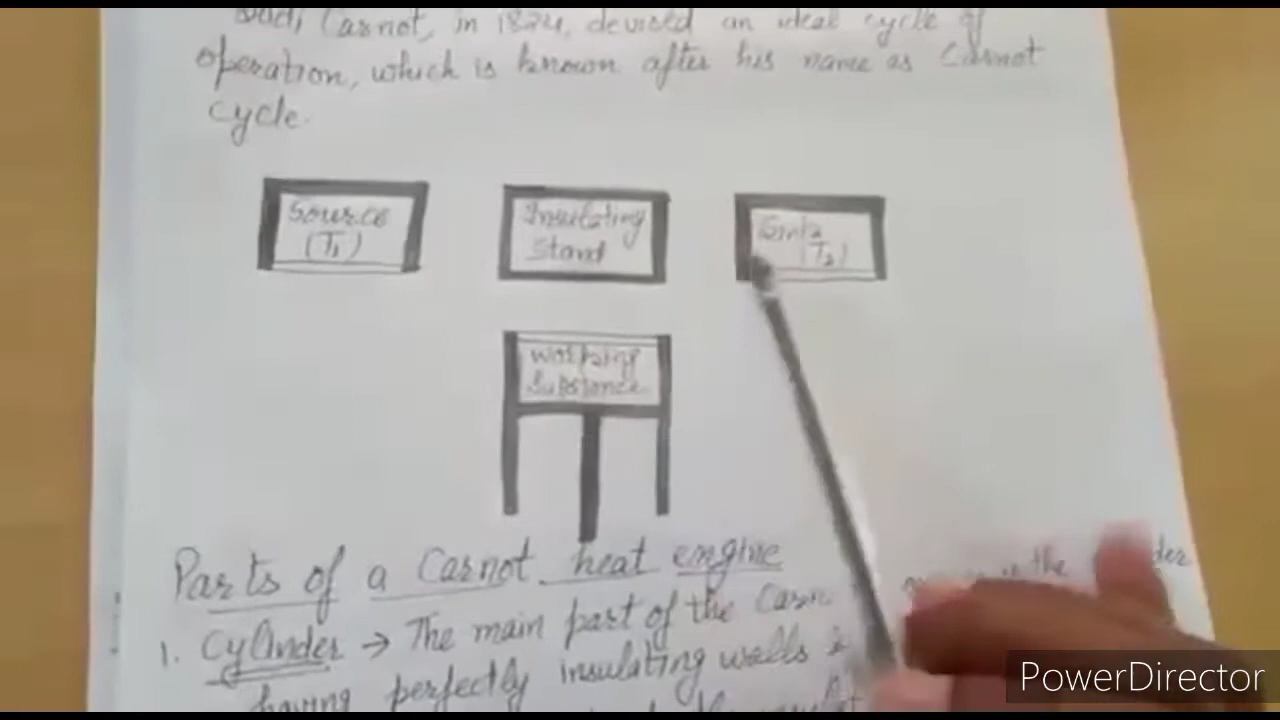 Sadi Carnot, in 1824, devised an ideal cycle of
operation, which is known after his name as Carnot
cycle.
Source
(T₁)
Insulating
Stand
Sink
(T₂)
Working
Substance
Parts of a Carnot heat engine
1. Cylinder → The main part of the Carn
having perfectly insulating walls
PowerDirector